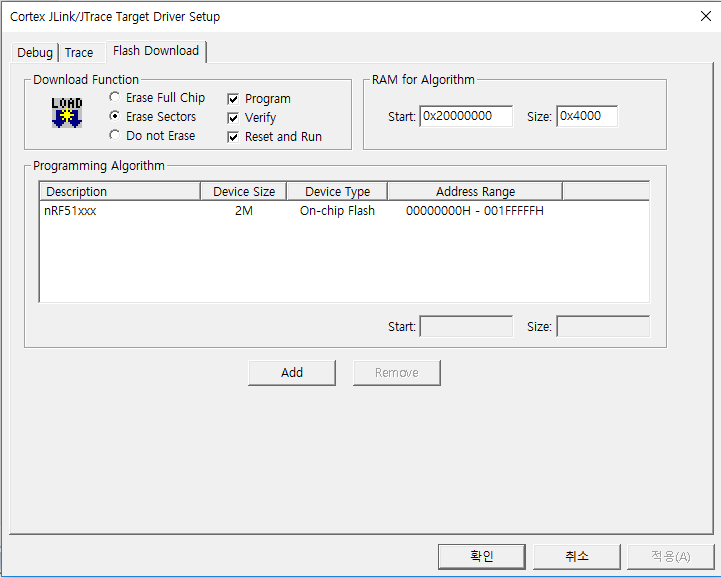 Cortex JLink/JTrace Target Driver Setup
Debug Trace Flash Download
Download Function
LOAD
Erase Full Chip
Erase Sectors
Do not Erase
Program
Verify
Reset and Run
RAM for Algorithm
Start: 0x20000000 Size: 0x4000
Programming Algorithm
Description Device Size Device Type Address Range
nRF51xxx 2M On-chip Flash 00000000H - 001FFFFFH
Start: Size:
Add Remove
확인 취소 적용(A)